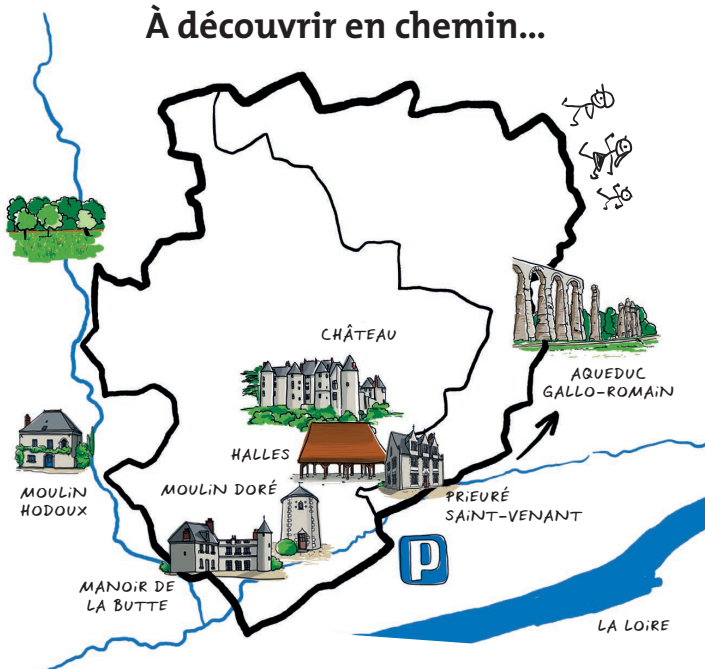 À découvrir en chemin...
CHÂTEAU
AQUEDUC
GALLO-ROMAIN
HALLES
MOULIN DORÉ
MOULIN
HODOUX
PRIEURÉ
SAINT-VENANT
P
MANOIR DE
LA BUTTE
LA LOIRE